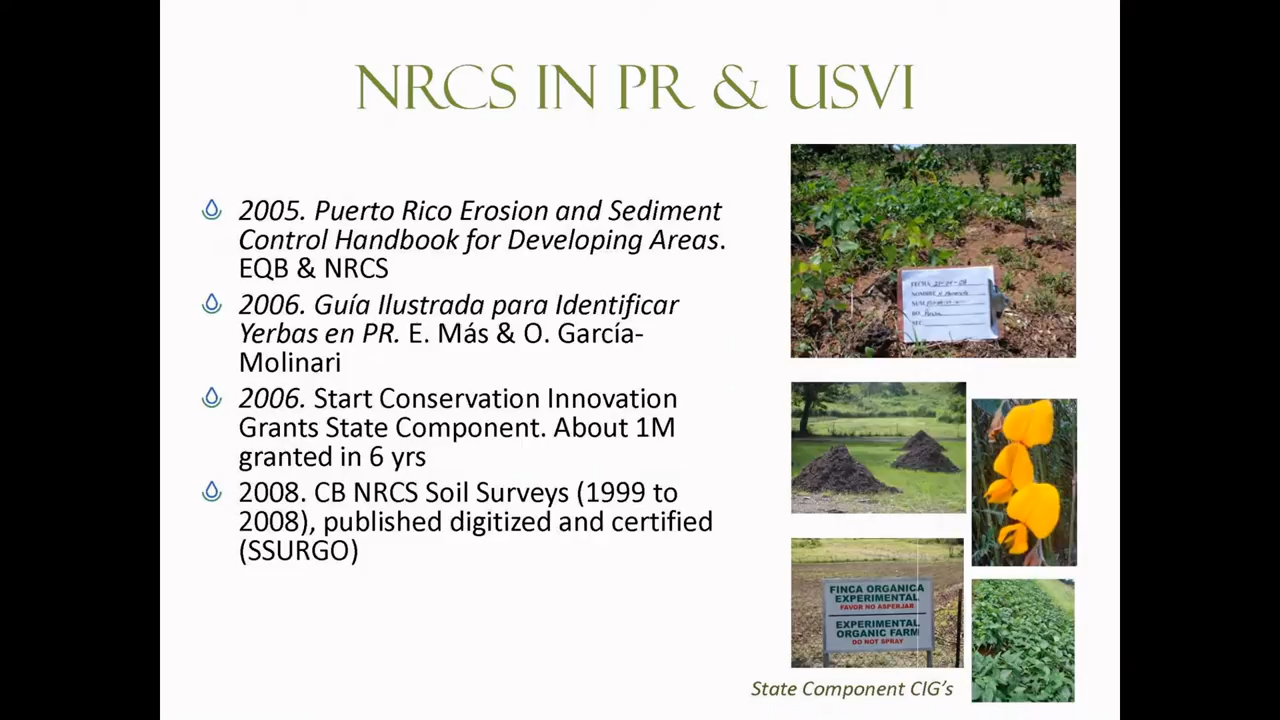 NRCS IN PR & USVI
2005. Puerto Rico Erosion and Sediment
Control Handbook for Developing Areas.
EQB & NRCS
2006. Guía Ilustrada para Identificar
Yerbas en PR. E. Más & O. García-
Molinari
2006. Start Conservation Innovation
Grants State Component. About 1M
granted in 6 yrs
2008. CB NRCS Soil Surveys (1999 to
2008), published digitized and certified
(SSURGO)
FECHA
NOMBRE
FINCA ORGÁNICA
EXPERIMENTAL
FAVOR NO ASPERJAR
EXPERIMENTAL
ORGANIC FARM
DO NOT SPRAY
State Component CIG's